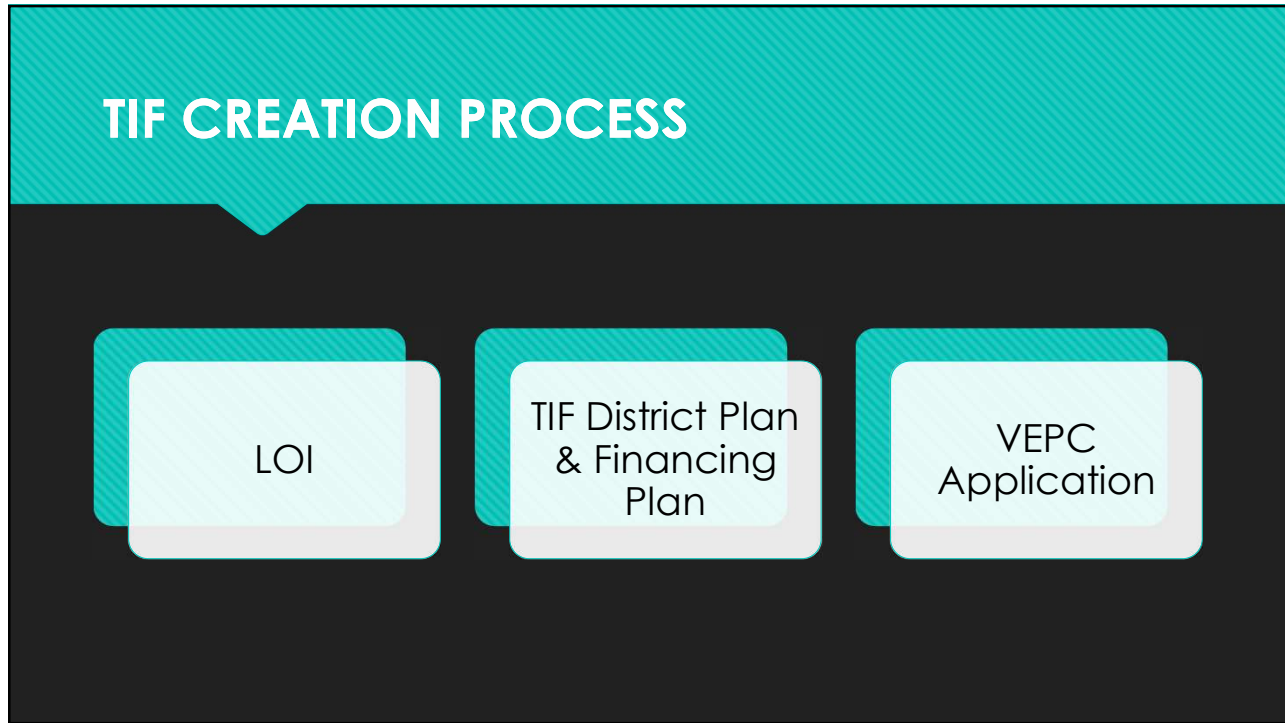 TIF CREATION PROCESS
LOI
TIF District Plan
& Financing
Plan
VEPC
Application